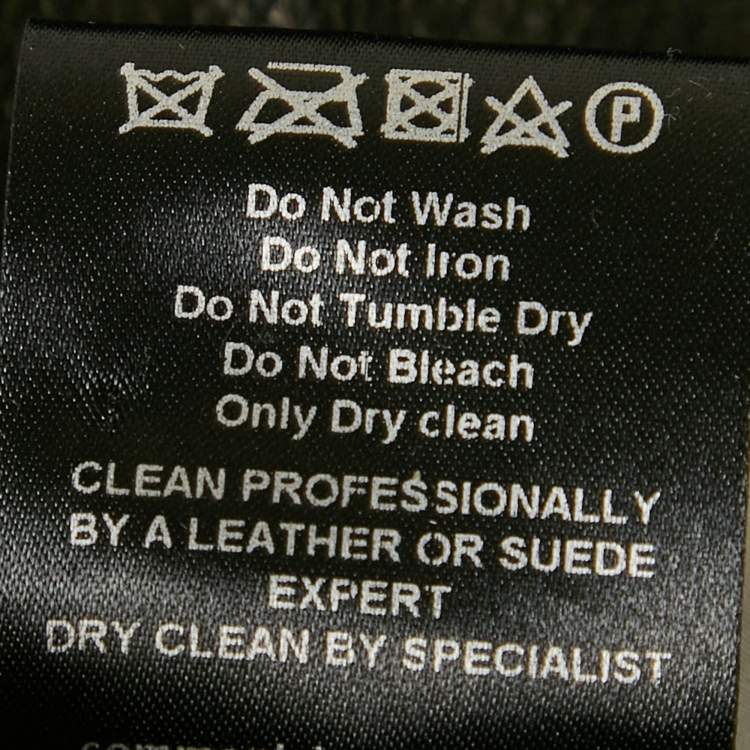 P
Do Not Wash
Do Not Iron
Do Not Tumble Dry
Do Not Bleach
Only Dry clean
CLEAN PROFESSIONALLY
BY A LEATHER OR SUEDE
EXPERT
DRY CLEAN BY SPECIALIST